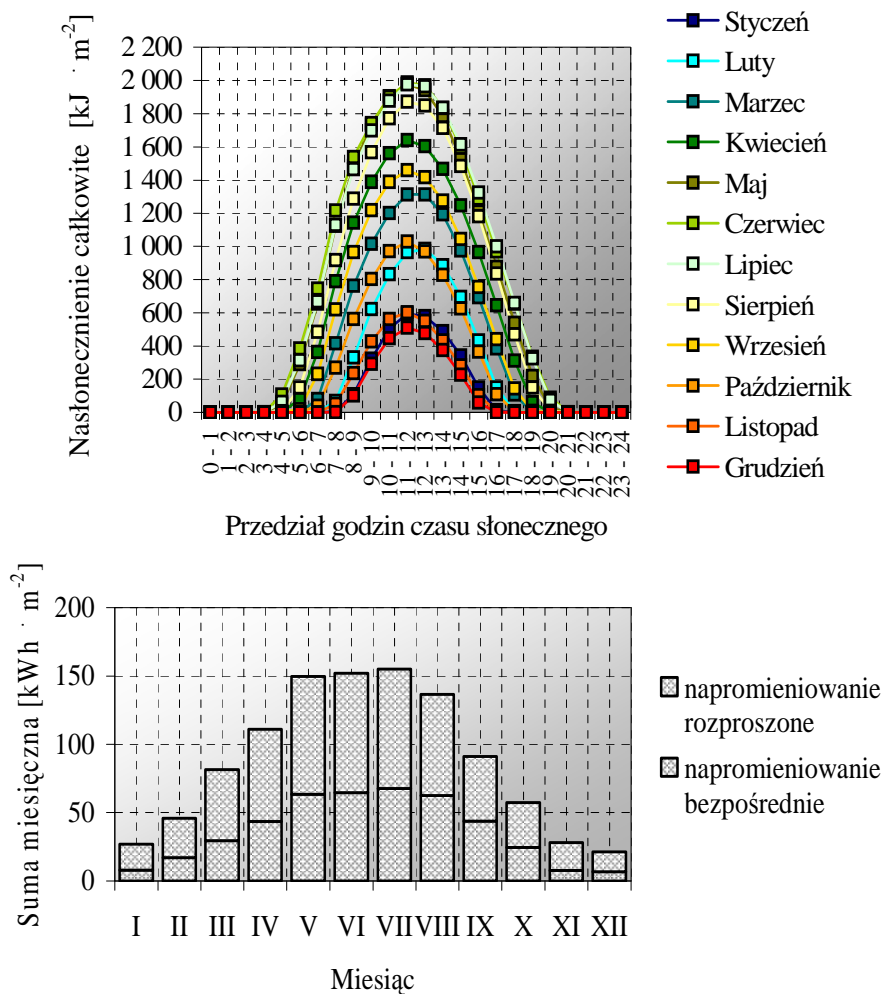 Nasłonecznienie całkowite [kJ · m-2]
2 200
2 000
1 800
1 600
1 400
1 200
1 000
800
600
400
200
0
0 - 1
1 - 2
2 - 3
3 - 4
4 - 5
5 - 6
6 - 7
7 - 8
8 - 9
9 - 10
10 - 11
11 - 12
12 - 13
13 - 14
14 - 15
15 - 16
16 - 17
17 - 18
18 - 19
19 - 20
20 - 21
21 - 22
22 - 23
23 - 24
Przedział godzin czasu słonecznego
Styczeń
Luty
Marzec
Kwiecień
Maj
Czerwiec
Lipiec
Sierpień
Wrzesień
Październik
Listopad
Grudzień
Suma miesięczna [kWh · m-2]
200
150
100
50
0
I II III IV V VI VII VIII IX X XI XII
Miesiąc
napromieniowanie
rozproszone
napromieniowanie
bezpośrednie